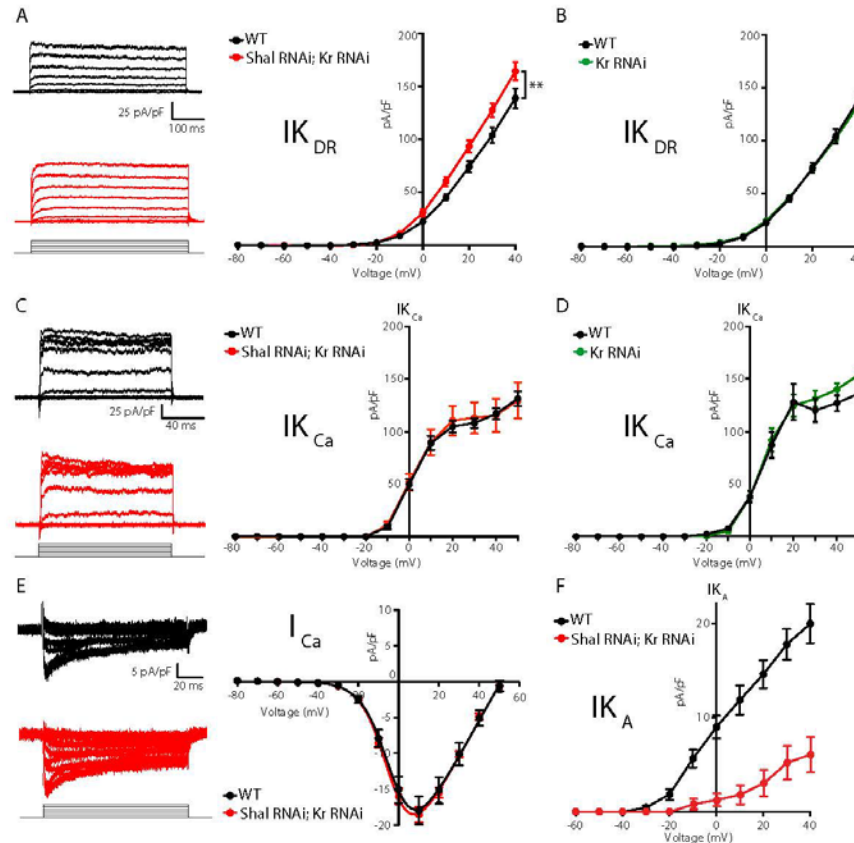 A
25 pA/pF
100 ms
WT
Shal RNAi; Kr RNAi
IK DR
pA/pF
200
150
100
50
**
-80 -60 -40 -20 0 20 40
Voltage (mV)
B
WT
Kr RNAi
IK DR
pA/pF
200
150
100
50
-80 -60 -40 -20 0 20 40
Voltage (mV)
C
25 pA/pF
40 ms
WT
Shal RNAi; Kr RNAi
IK Ca
IK Ca
pA/pF
200
150
100
50
-80 -60 -40 -20 0 20 40
Voltage (mV)
D
WT
Kr RNAi
IK Ca
IK Ca
pA/pF
200
150
100
50
-80 -60 -40 -20 0 20 40
Voltage (mV)
E
5 pA/pF
20 ms
I Ca
pA/pF
10
5
0
-5
-10
-15
-20
-80 -60 -40 -20 20 40 60
Voltage (mV)
WT
Shal RNAi; Kr RNAi
F
IK A
WT
Shal RNAi; Kr RNAi
IK A
pA/pF
20
10
-60 -40 -20 0 20 40
Voltage (mV)